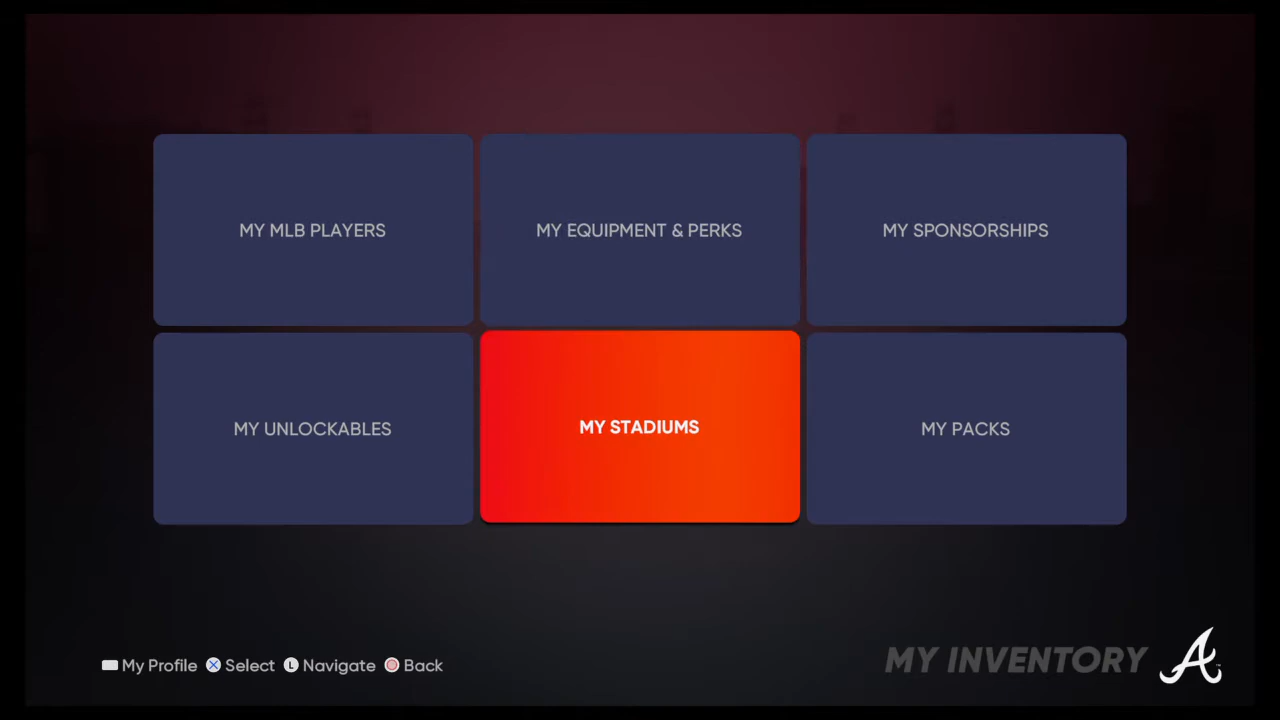 MY MLB PLAYERS
MY EQUIPMENT & PERKS
MY SPONSORSHIPS
MY UNLOCKABLES
MY STADIUMS
MY PACKS
My Profile Select L Navigate Back
MY INVENTORY A